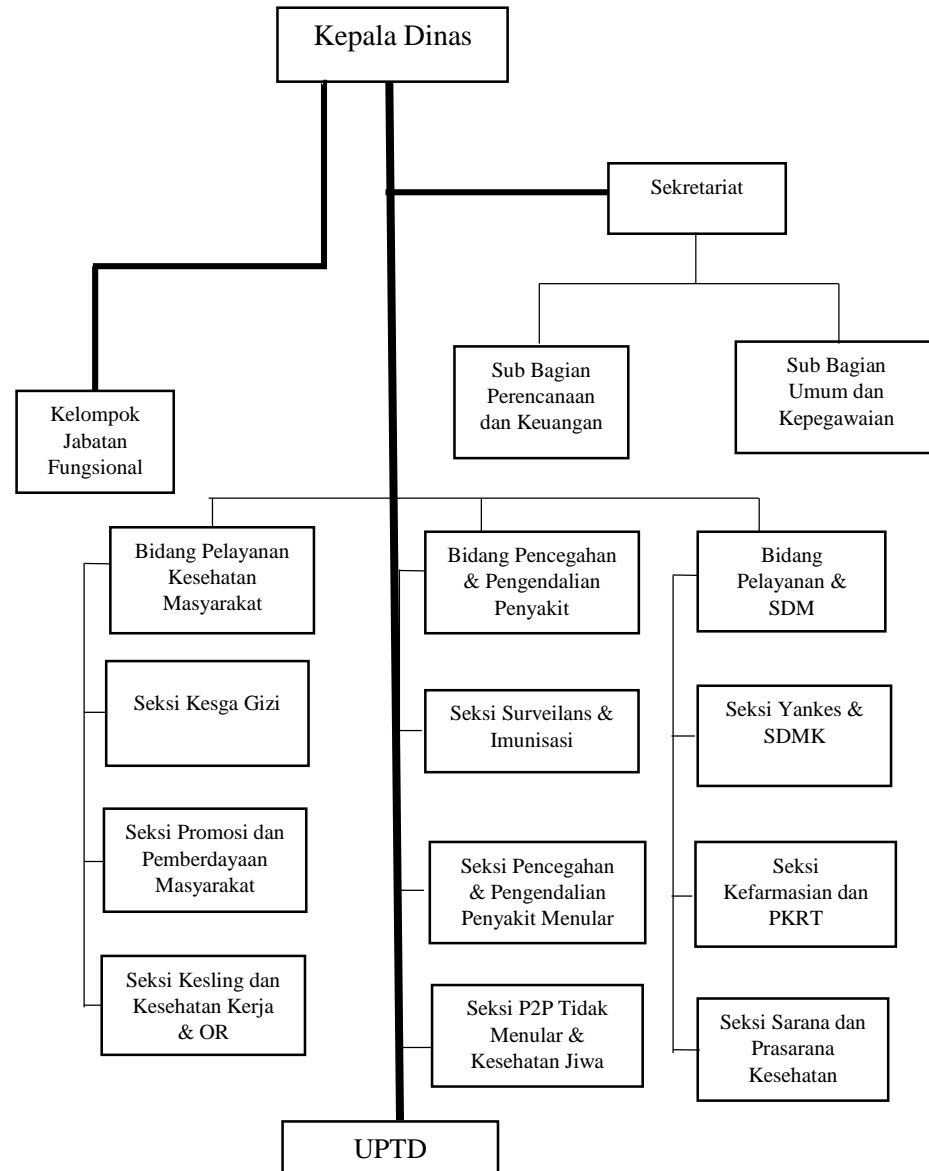 Kepala Dinas
Sekretariat
Sub Bagian
Perencanaan
dan Keuangan
Sub Bagian
Umum dan
Kepegawaian
Kelompok
Jabatan
Fungsional
Bidang Pelayanan
Kesehatan
Masyarakat
Bidang Pencegahan
& Pengendalian
Penyakit
Bidang
Pelayanan &
SDM
Seksi Kesga Gizi
Seksi Surveilans &
Imunisasi
Seksi Yankes &
SDMK
Seksi Promosi dan
Pemberdayaan
Masyarakat
Seksi Pencegahan
& Pengendalian
Penyakit Menular
Seksi
Kefarmasian dan
PKRT
Seksi Kesling dan
Kesehatan Kerja
& OR
Seksi P2P Tidak
Menular &
Kesehatan Jiwa
Seksi Sarana dan
Prasarana
Kesehatan
UPTD